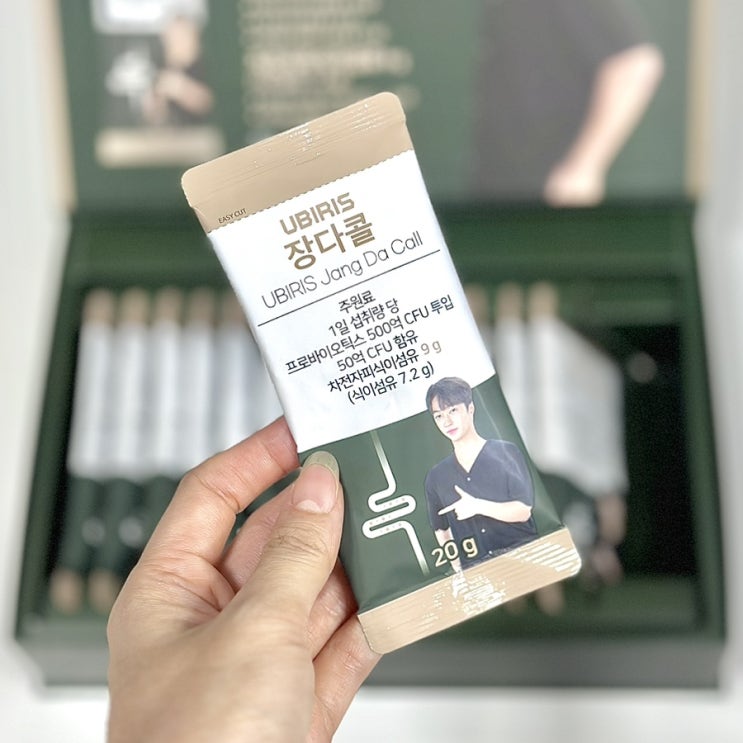 EASY CUT
UBIRIS
장다콜
UBIRIS Jang Da Call
주원료
1일 섭취량 당
프로바이오틱스 500억 CFU 투입
50억 CFU 함유
차전자피식이섬유 9 g
(식이섬유 7.2 g)
20 g